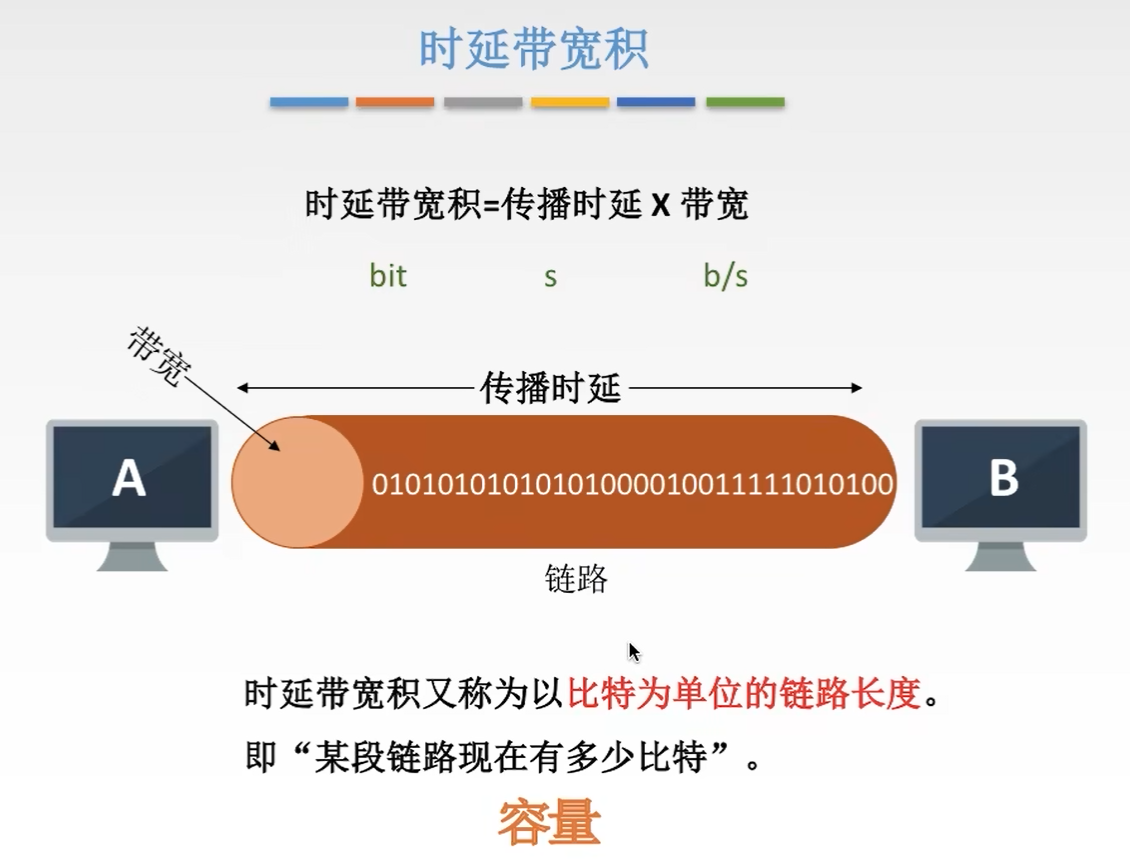 时延带宽积
时延带宽积=传播时延 X 带宽
bit s b/s
带宽
传播时延
A
01010101010101000010011111010100
B
链路
时延带宽积又称为以比特为单位的链路长度。
即“某段链路现在有多少比特”。
容量